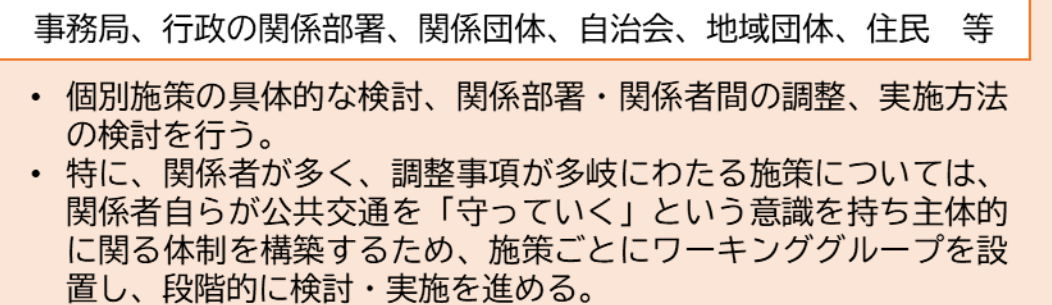 事務局、行政の関係部署、関係団体、自治会、地域団体、住民　等
• 個別施策の具体的な検討、関係部署・関係者間の調整、実施方法
の検討を行う。
• 特に、関係者が多く、調整事項が多岐にわたる施策については、
関係者自らが公共交通を「守っていく」という意識を持ち主体的
に関る体制を構築するため、施策ごとにワーキンググループを設
置し、段階的に検討・実施を進める。